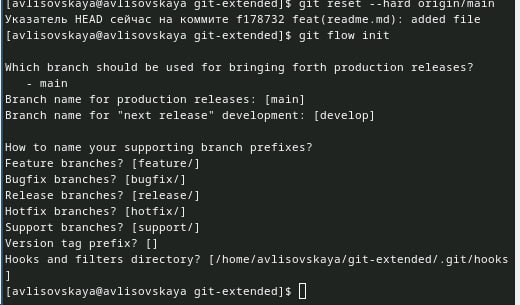 [avlisovskaya@avlisovskaya git-extended]$ git reset --hard origin/main
Указатель HEAD сейчас на коммите f178732 feat(readme.md): added file
[avlisovskaya@avlisovskaya git-extended]$ git flow init
Which branch should be used for bringing forth production releases?
   - main
Branch name for production releases: [main]
Branch name for "next release" development: [develop]
How to name your supporting branch prefixes?
Feature branches? [feature/]
Bugfix branches? [bugfix/]
Release branches? [release/]
Hotfix branches? [hotfix/]
Support branches? [support/]
Version tag prefix? []
Hooks and filters directory? [/home/avlisovskaya/git-extended/.git/hooks
]
[avlisovskaya@avlisovskaya git-extended]$